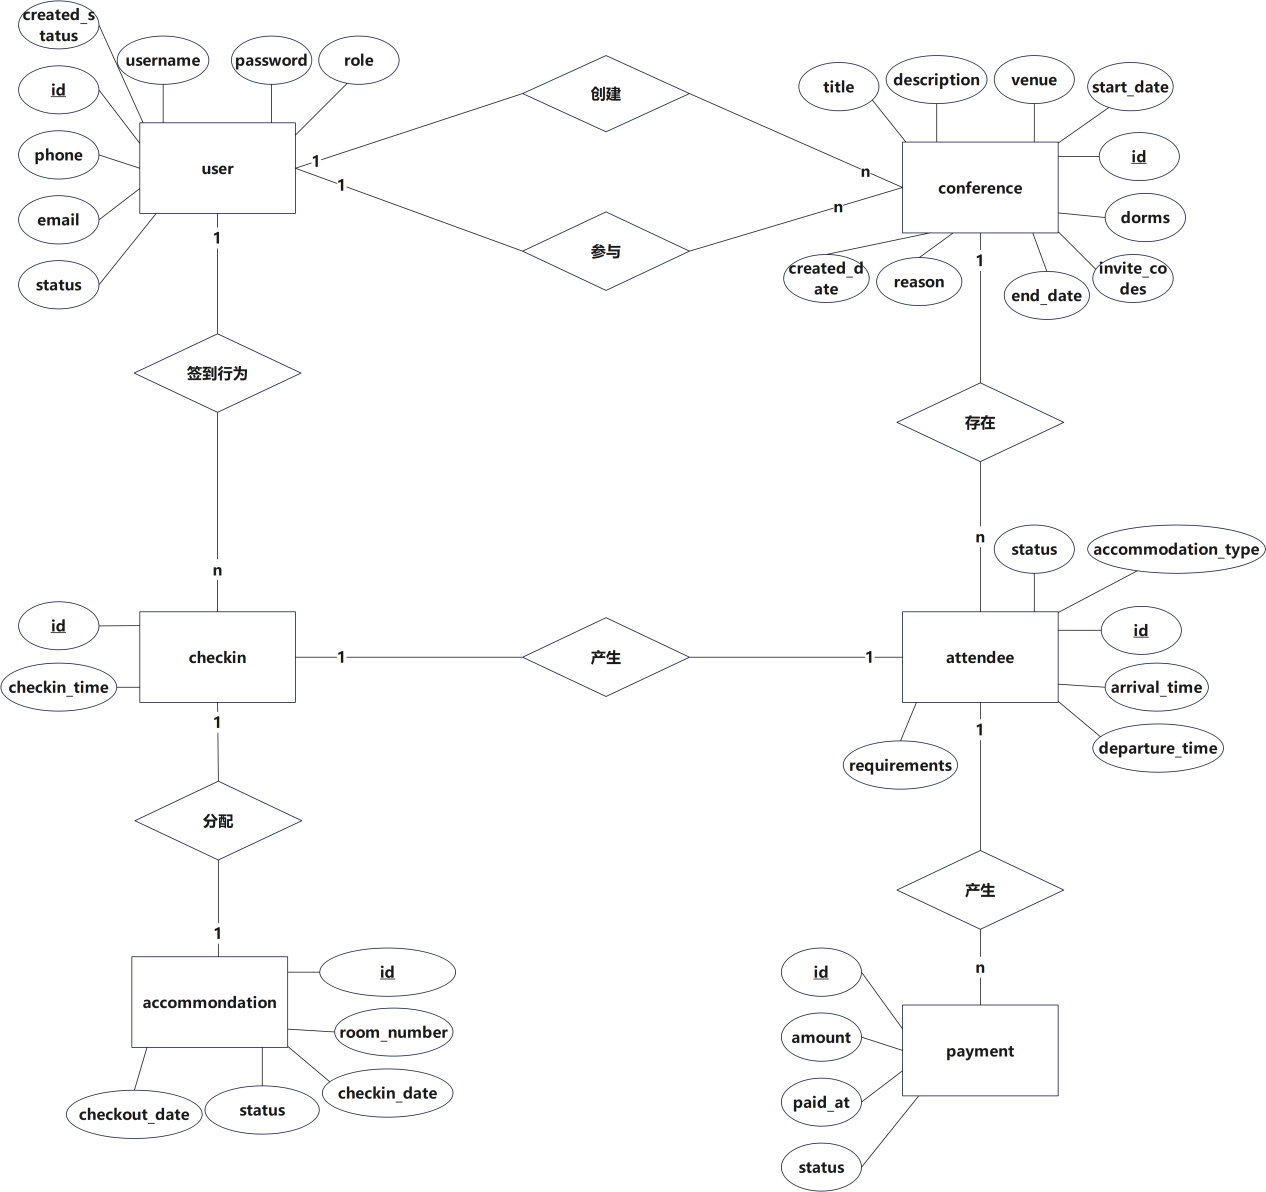 created_s
tatus
username
password
role
id
phone
email
status
user
1
1
1
创建
参与
n
n
title
description
venue
start_date
id
dorms
invite_co
des
end_date
reason
created_d
ate
conference
1
签到行为
存在
n
n
status
accommodation_type
id
checkin_time
checkin
1
产生
1
attendee
id
arrival_time
departure_time
requirements
1
1
分配
产生
1
n
accommondation
id
room_number
checkin_date
status
checkout_date
id
amount
paid_at
status
payment